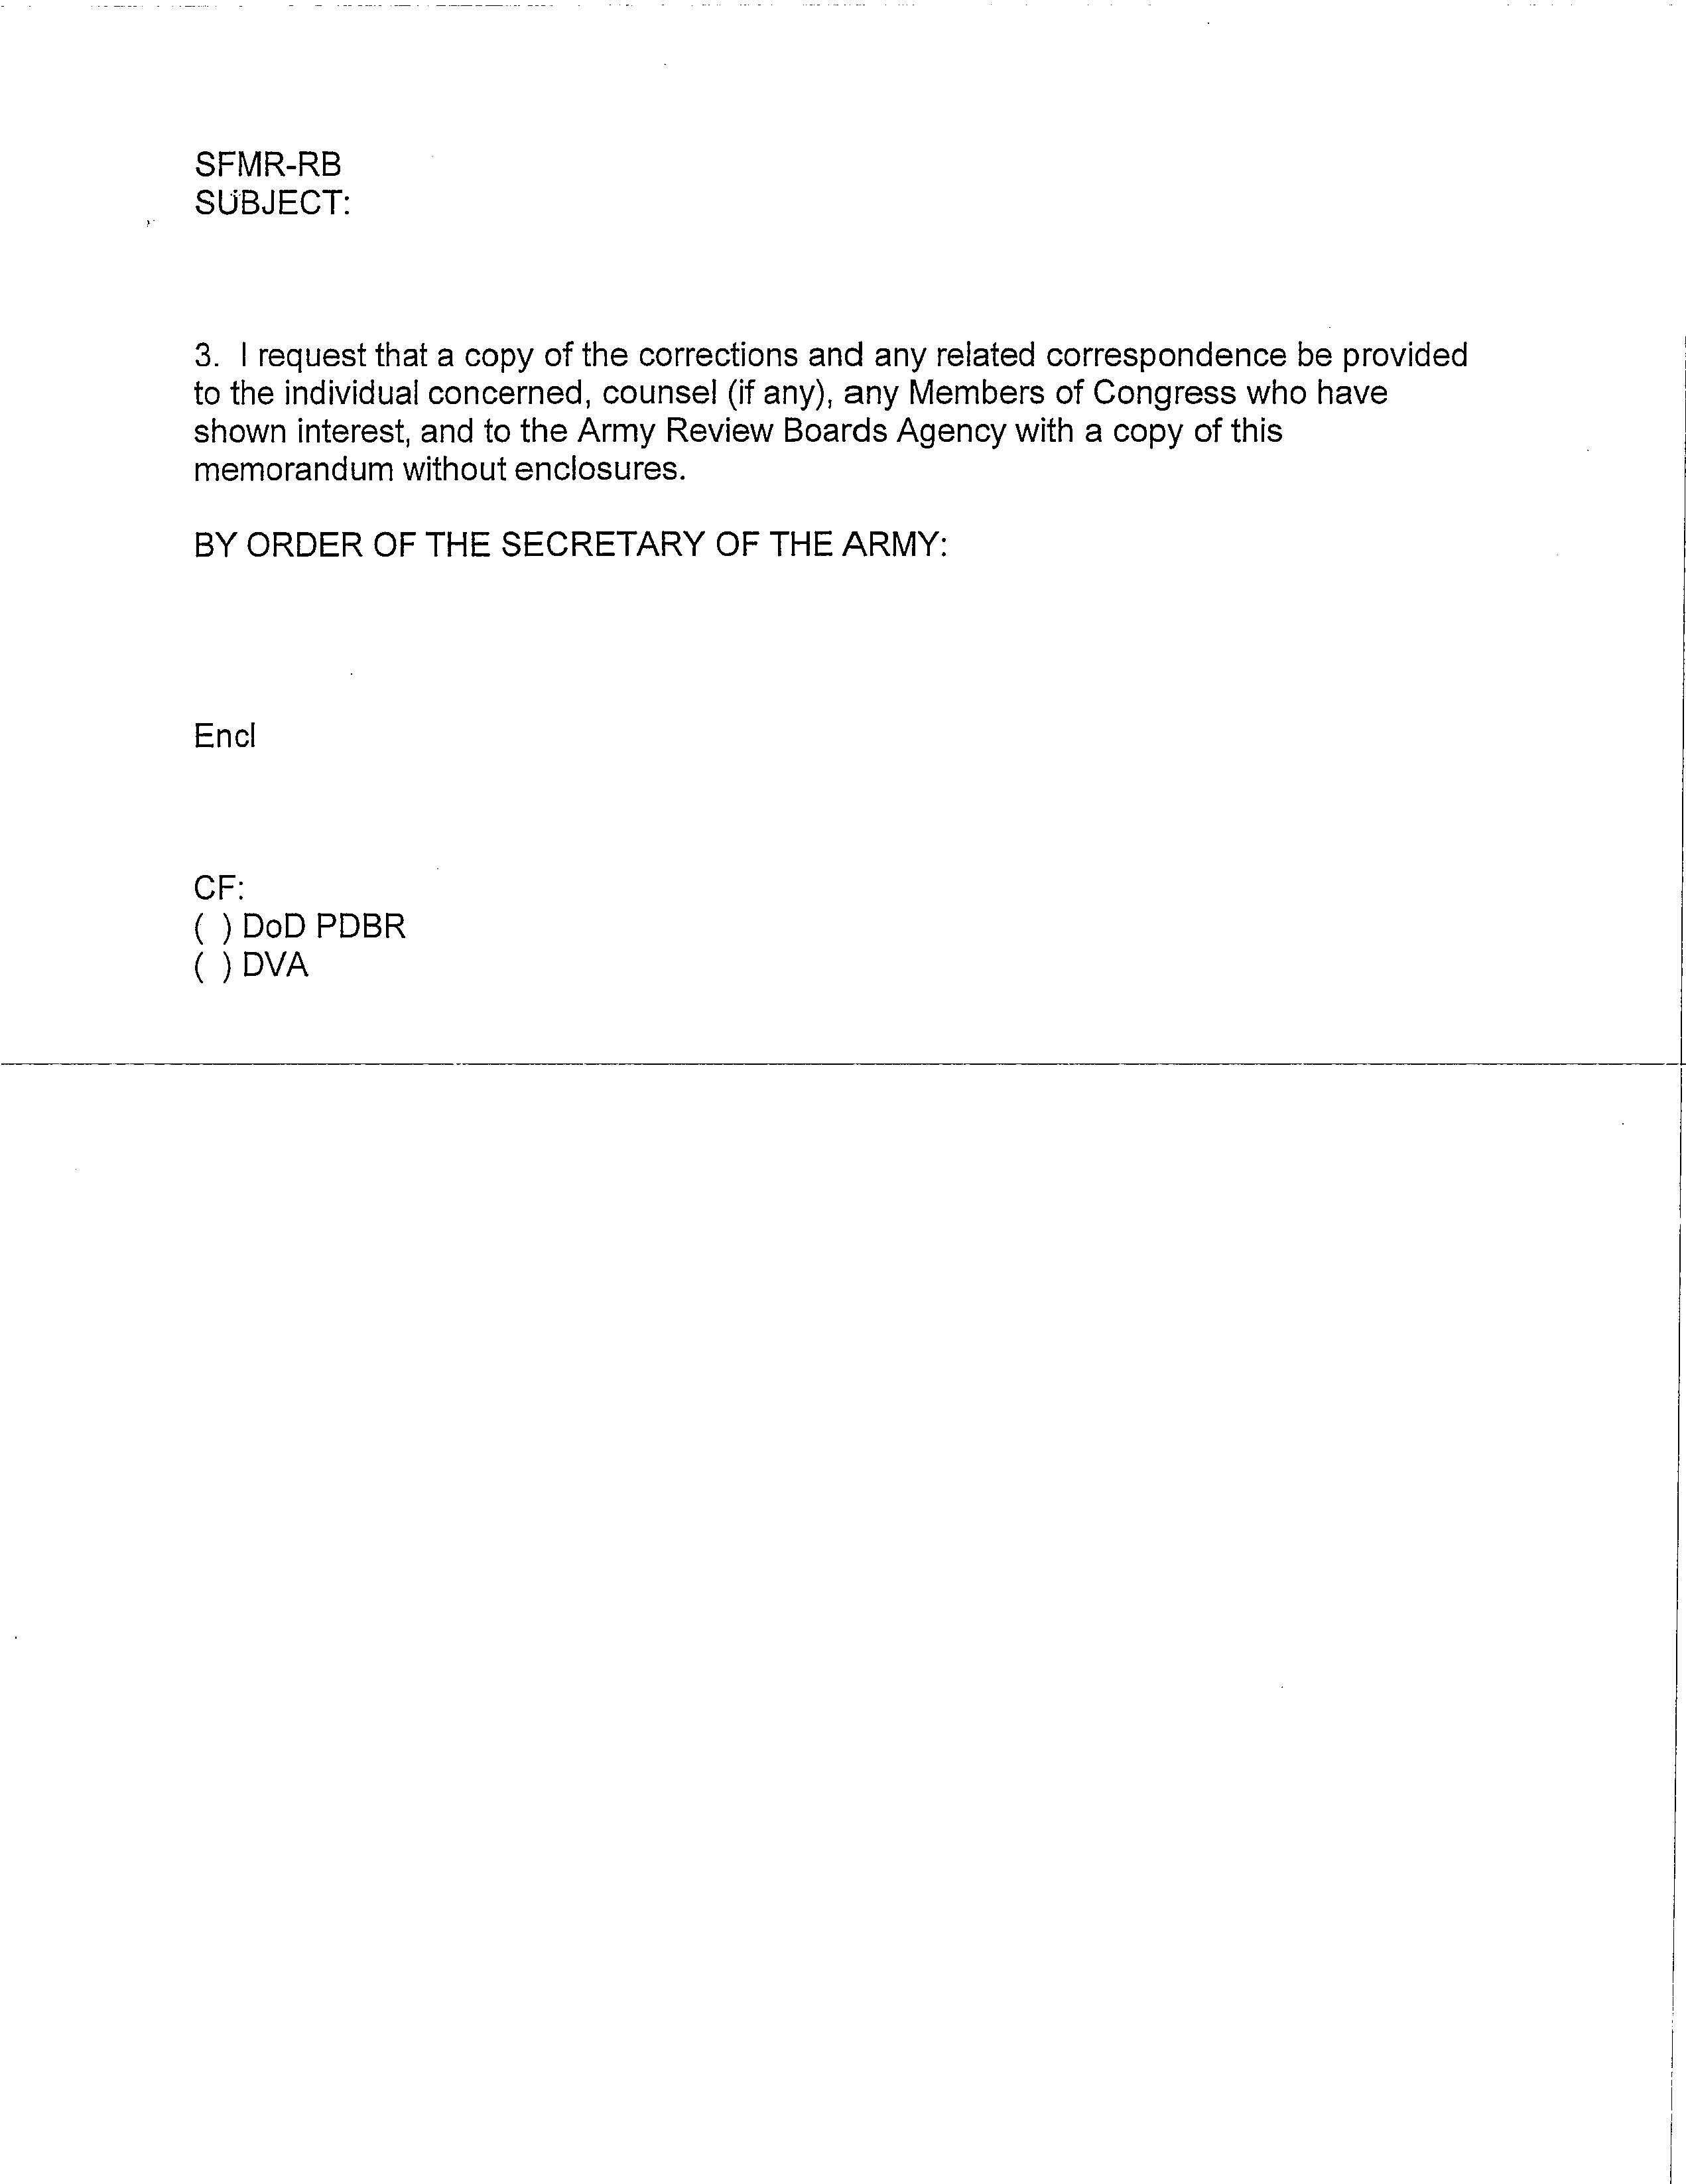 SFMR-RB
SUBJECT:
3. I request that a copy of the corrections and any related correspondence be provided
to the individual concerned, counsel (if any), any Members of Congress who have
shown interest, and to the Army Review Boards Agency with a copy of this
memorandum without enclosures.
BY ORDER OF THE SECRETARY OF THE ARMY:
Encl
CF:
( ) DoD PDBR
( ) DVA